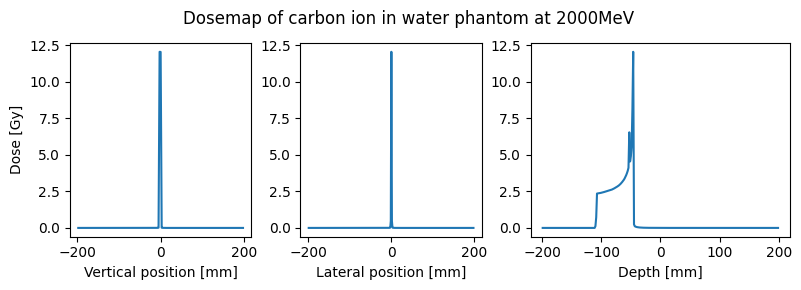 Dosemap of carbon ion in water phantom at 2000MeV
12.5
10.0
7.5
5.0
2.5
0.0
Dose [Gy]
−200 0 200
Vertical position [mm]
12.5
10.0
7.5
5.0
2.5
0.0
−200 0 200
Lateral position [mm]
12.5
10.0
7.5
5.0
2.5
0.0
−200 −100 0 100 200
Depth [mm]